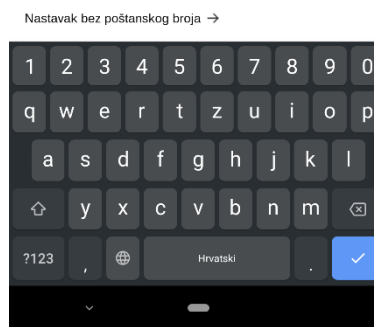 Nastavak bez poštanskog broja →
1 2 3 4 5 6 7 8 9 0
q w e r t z u i o p
a s d f g h j k l
y x c v b n m
?123 , Hrvatski .